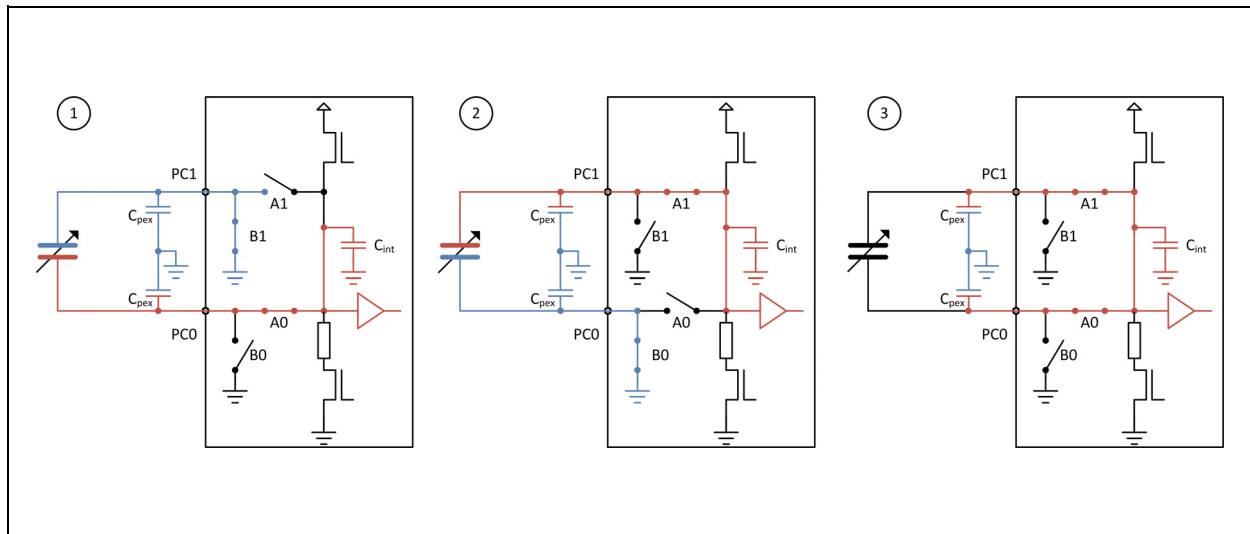 1
PC1
A1
Cpex
B1
Cint
Cpex
PC0
A0
B0
2
PC1
A1
Cpex
B1
Cint
Cpex
PC0
A0
B0
3
PC1
A1
Cpex
B1
Cint
Cpex
PC0
A0
B0